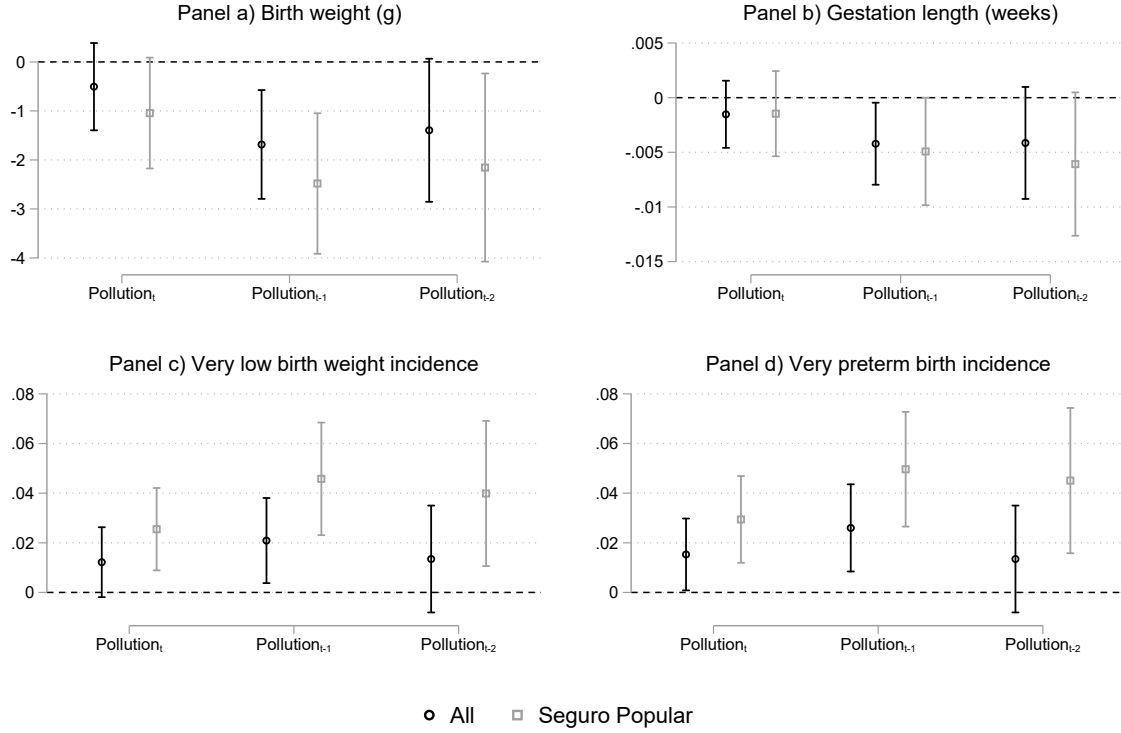 Panel a) Birth weight (g)
0
-1
-2
-3
-4
Pollutiont Pollutiont-1 Pollutiont-2
Panel b) Gestation length (weeks)
.005
0
-.005
-.01
-.015
Pollutiont Pollutiont-1 Pollutiont-2
Panel c) Very low birth weight incidence
.08
.06
.04
.02
0
Pollutiont Pollutiont-1 Pollutiont-2
Panel d) Very preterm birth incidence
.08
.06
.04
.02
0
Pollutiont Pollutiont-1 Pollutiont-2
All Seguro Popular